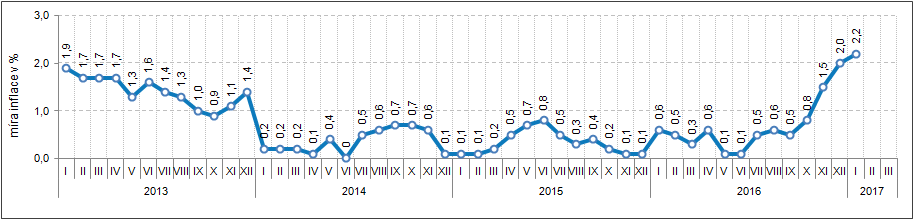 3,0
2,0
1,0
0,0
mira inflace v %
1,9 1,7 1,7 1,7 1,3 1,6 1,4 1,3 1,0 0,9 1,1 1,4 0,2 0,2 0,2 0,1 0,4 0 0,5 0,6 0,7 0,7 0,6 0,1 0,1 0,1 0,2 0,5 0,7 0,8 0,5 0,3 0,4 0,2 0,1 0,1 0,6 0,5 0,3 0,6 0,1 0,1 0,5 0,6 0,5 0,8 1,5 2,0 2,2
I II III IV V VI VII VIII IX X XI XII I II III IV V VI VII VIII IX X XI XII I II III IV V VI VII VIII IX X XI XII I II III IV V VI VII VIII IX X XI XII I II III
2013 2014 2015 2016 2017